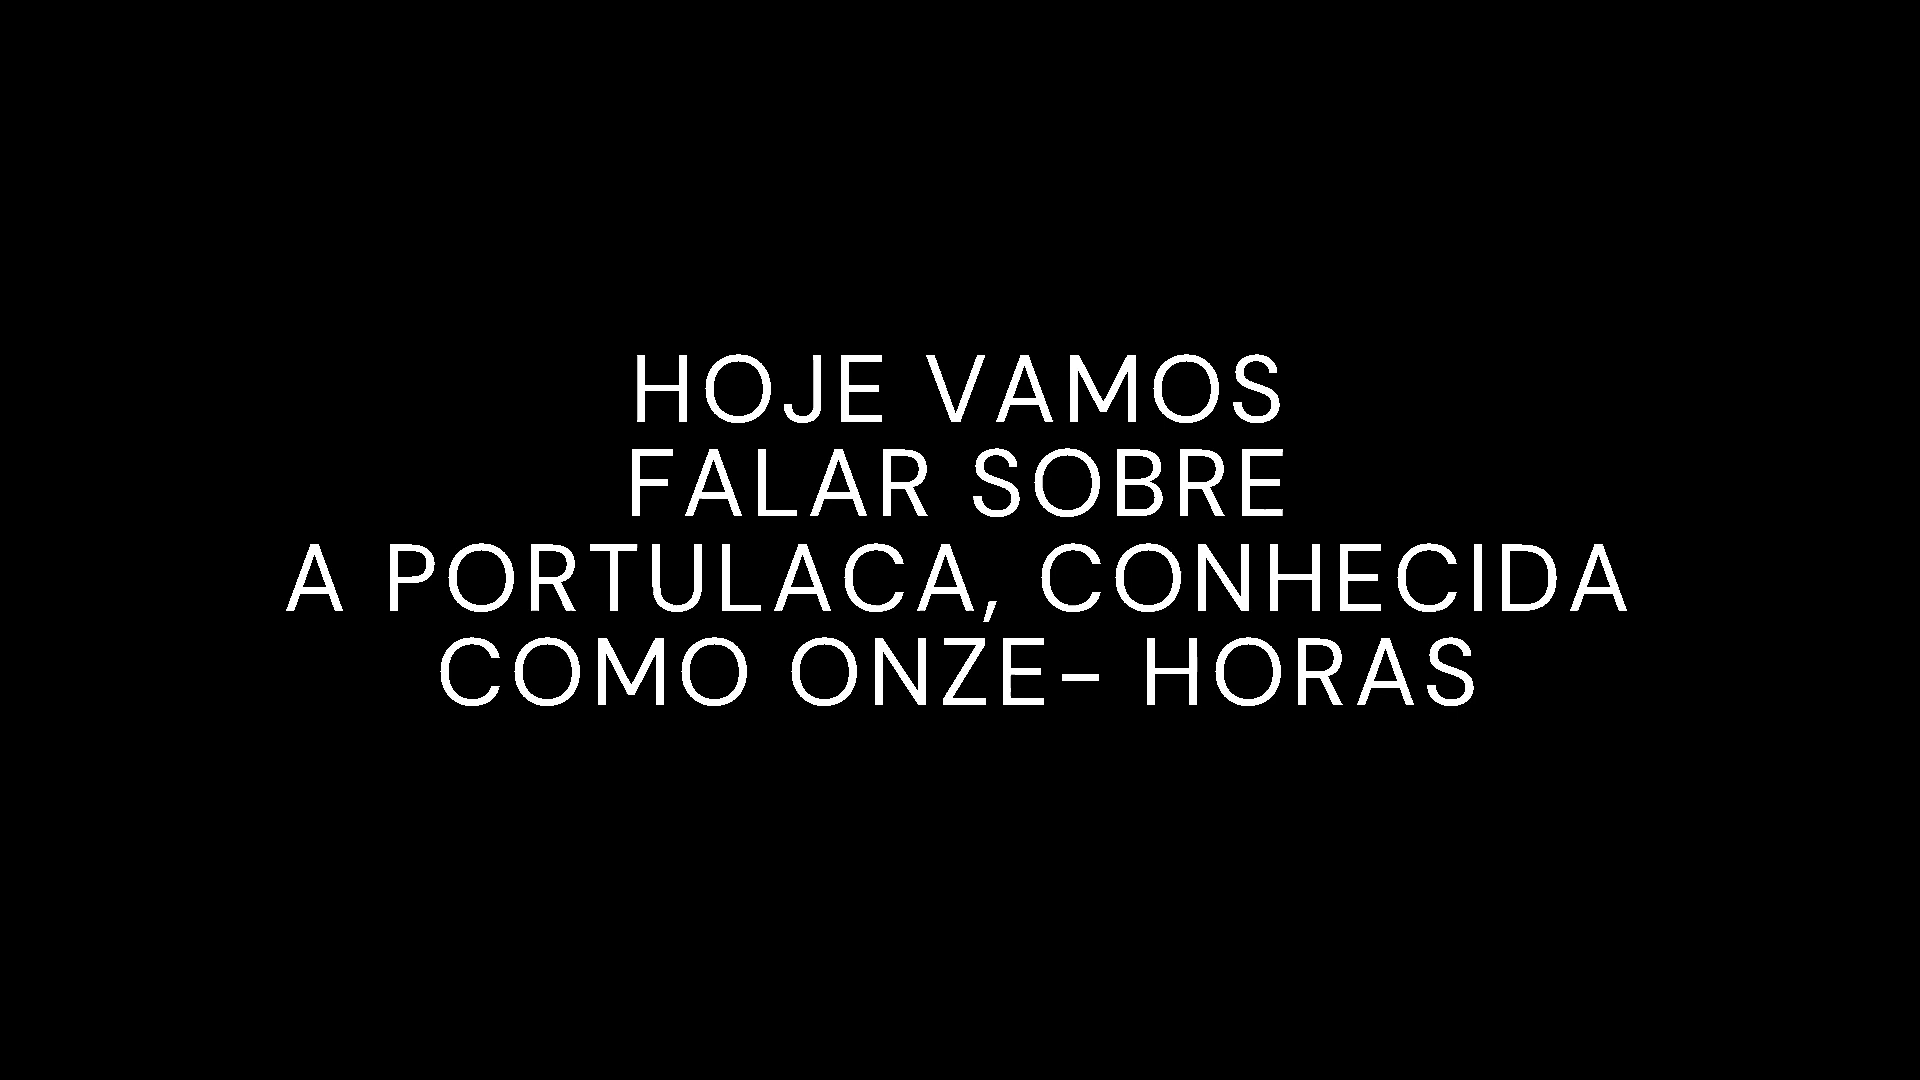 HOJE VAMOS
FALAR SOBRE
A PORTULACA, CONHECIDA
COMO ONZE- HORAS